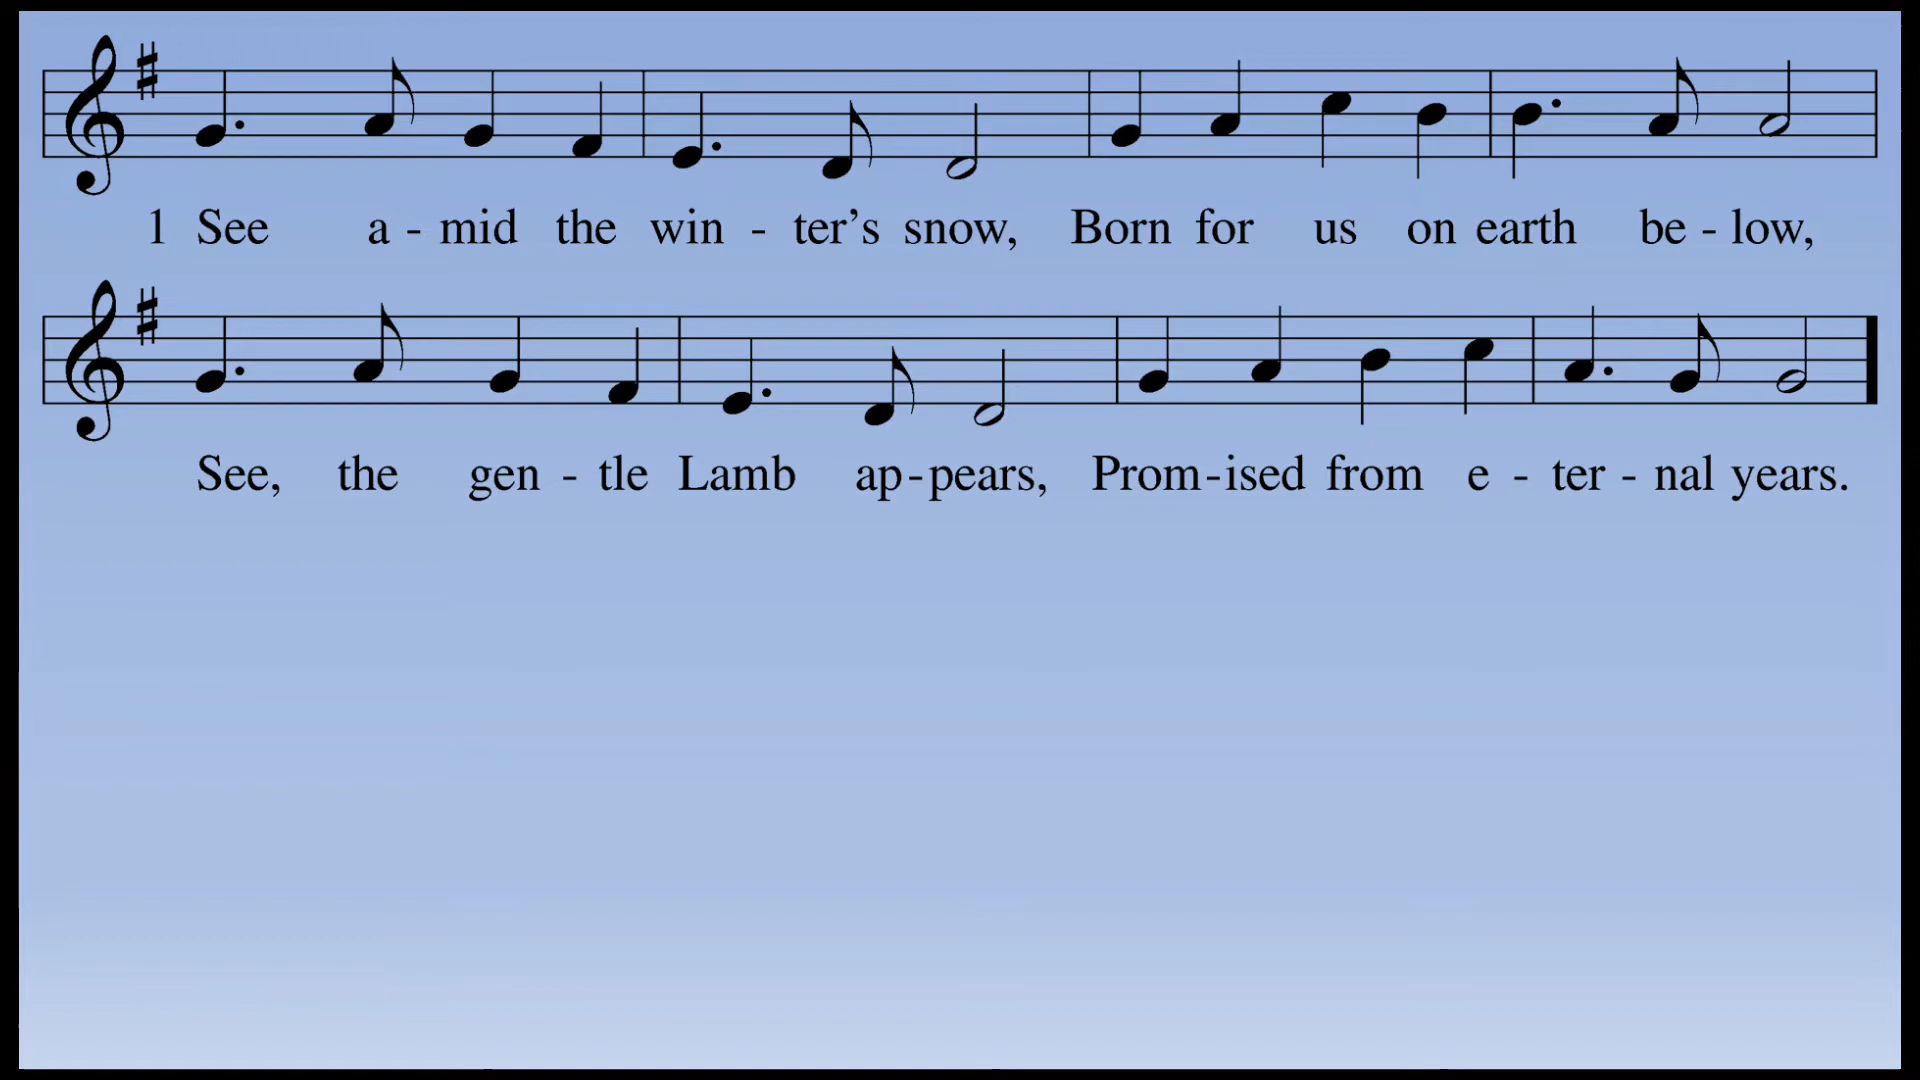 1 See a - mid the win - ter’s snow, Born for us on earth be - low,
See, the gen - tle Lamb ap - pears, Prom - ised from e - ter - nal years.